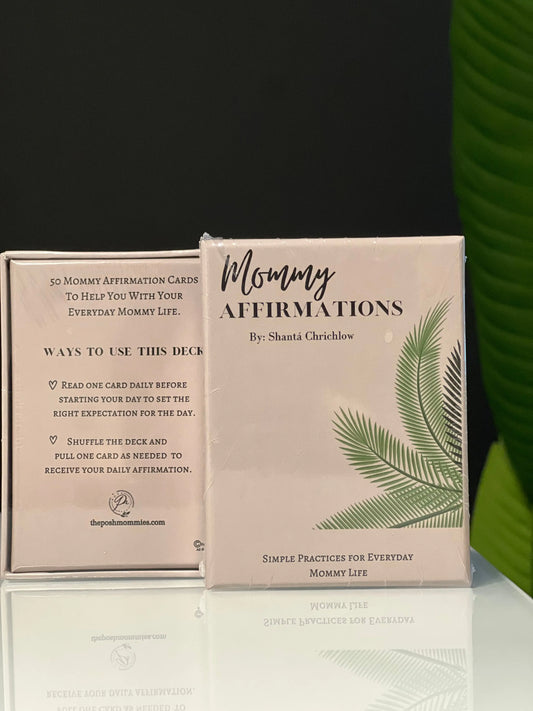 50 Mommy Affirmation Cards
To Help You With Your
Everyday Mommy Life.
WAYS TO USE THIS DECK
♡ Read one card daily before
starting your day to set the
right expectation for the day.
♡ Shuffle the deck and
pull one card as needed to
receive your daily affirmation.
theposhmommies.com
Mommy
AFFIRMATIONS
By: Shantá Chrichlow
Simple Practices for Everyday
Mommy Life